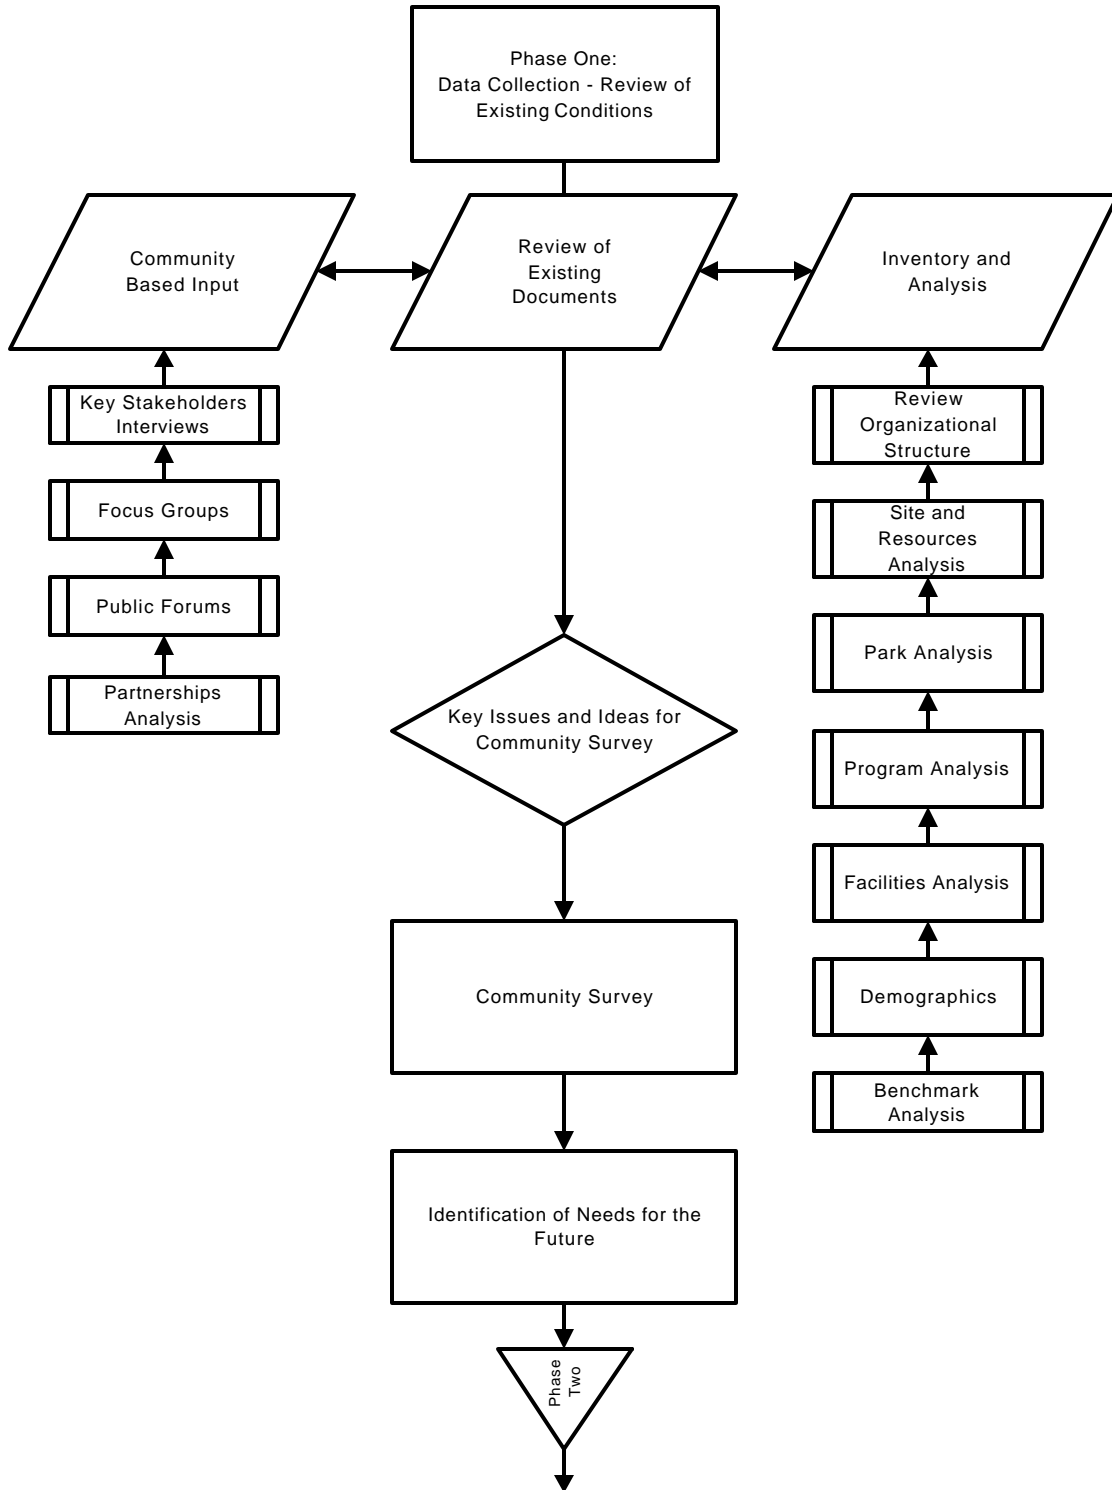 Phase One:
Data Collection - Review of
Existing Conditions
Community
Based Input
Review of
Existing
Documents
Inventory and
Analysis
Key Stakeholders
Interviews
Focus Groups
Public Forums
Partnerships
Analysis
Review
Organizational
Structure
Site and
Resources
Analysis
Park Analysis
Program Analysis
Facilities Analysis
Demographics
Benchmark
Analysis
Key Issues and Ideas for
Community Survey
Community Survey
Identification of Needs for the
Future
Phase
Two